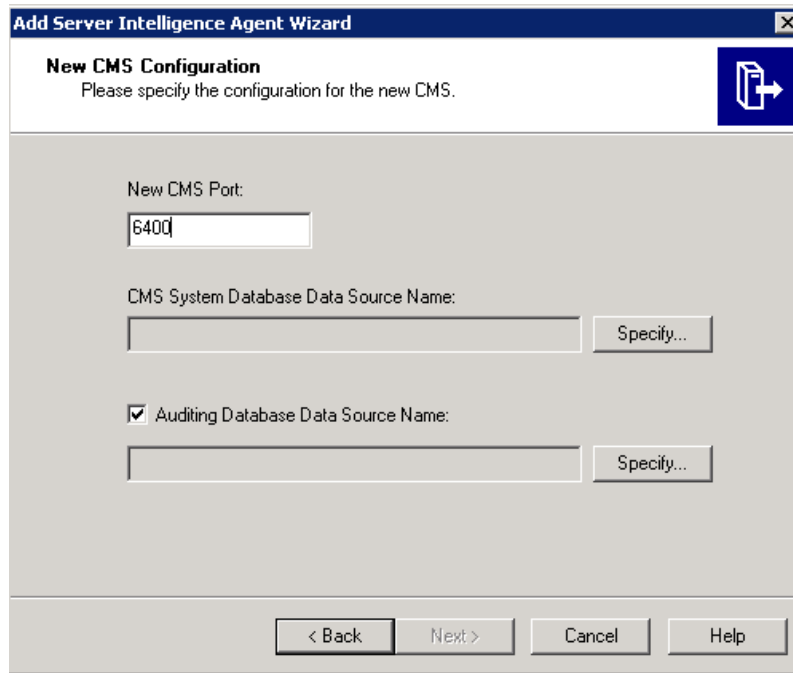 Add Server Intelligence Agent Wizard
New CMS Configuration
Please specify the configuration for the new CMS.
New CMS Port:
6400
CMS System Database Data Source Name:
Specify...
Auditing Database Data Source Name:
Specify...
< Back Next > Cancel Help